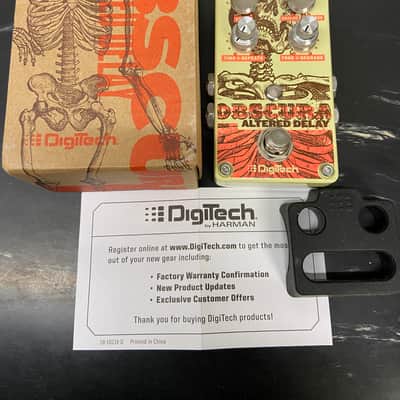 OBSCURA
DigiTech
TIME & REPEATS
TONE & DEGRADE
OBSCURA
ALTERED DELAY
DigiTech
DigiTech
by HARMAN
Register online at www.DigiTech.com to get the mos
out of your new gear including:
• Factory Warranty Confirmation
• New Product Updates
• Exclusive Customer Offers
Thank you for buying DigiTech products!
Printed in China